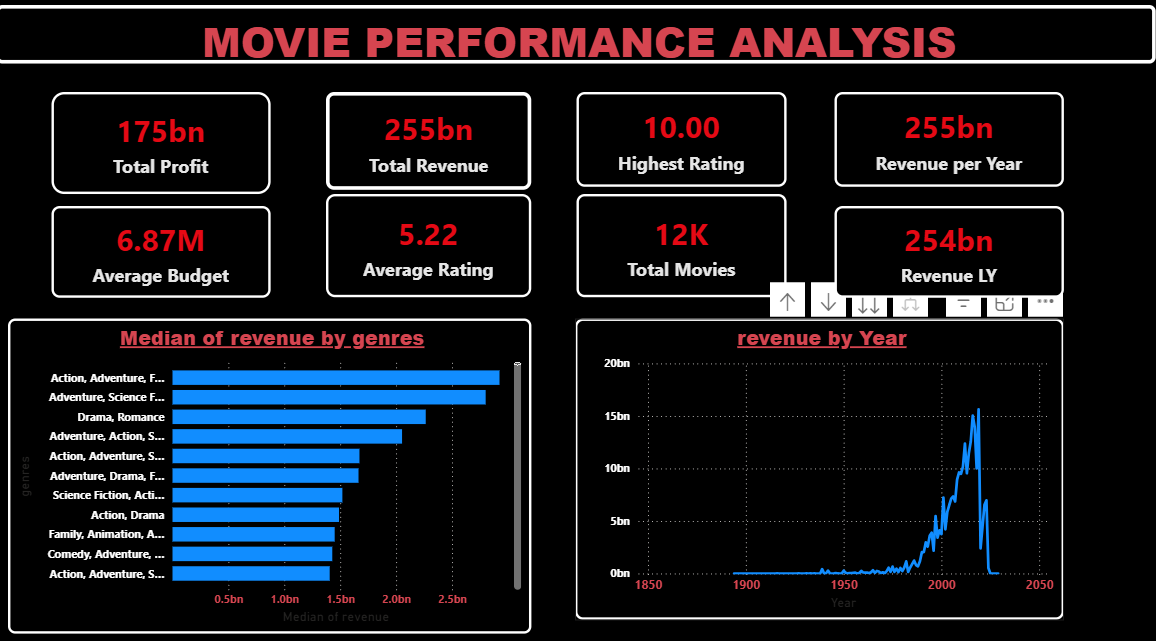 MOVIE PERFORMANCE ANALYSIS
175bn
Total Profit
255bn
Total Revenue
10.00
Highest Rating
255bn
Revenue per Year
6.87M
Average Budget
5.22
Average Rating
12K
Total Movies
254bn
Revenue LY
Median of revenue by genres
genres
Action, Adventure, F...
Adventure, Science F...
Drama, Romance
Adventure, Action, S...
Action, Adventure, S...
Adventure, Drama, F...
Science Fiction, Acti...
Action, Drama
Family, Animation, A...
Comedy, Adventure, ...
Action, Adventure, S...
0.5bn 1.0bn 1.5bn 2.0bn 2.5bn
Median of revenue
revenue by Year
20bn
15bn
10bn
5bn
0bn
1850 1900 1950 2000 2050
Year